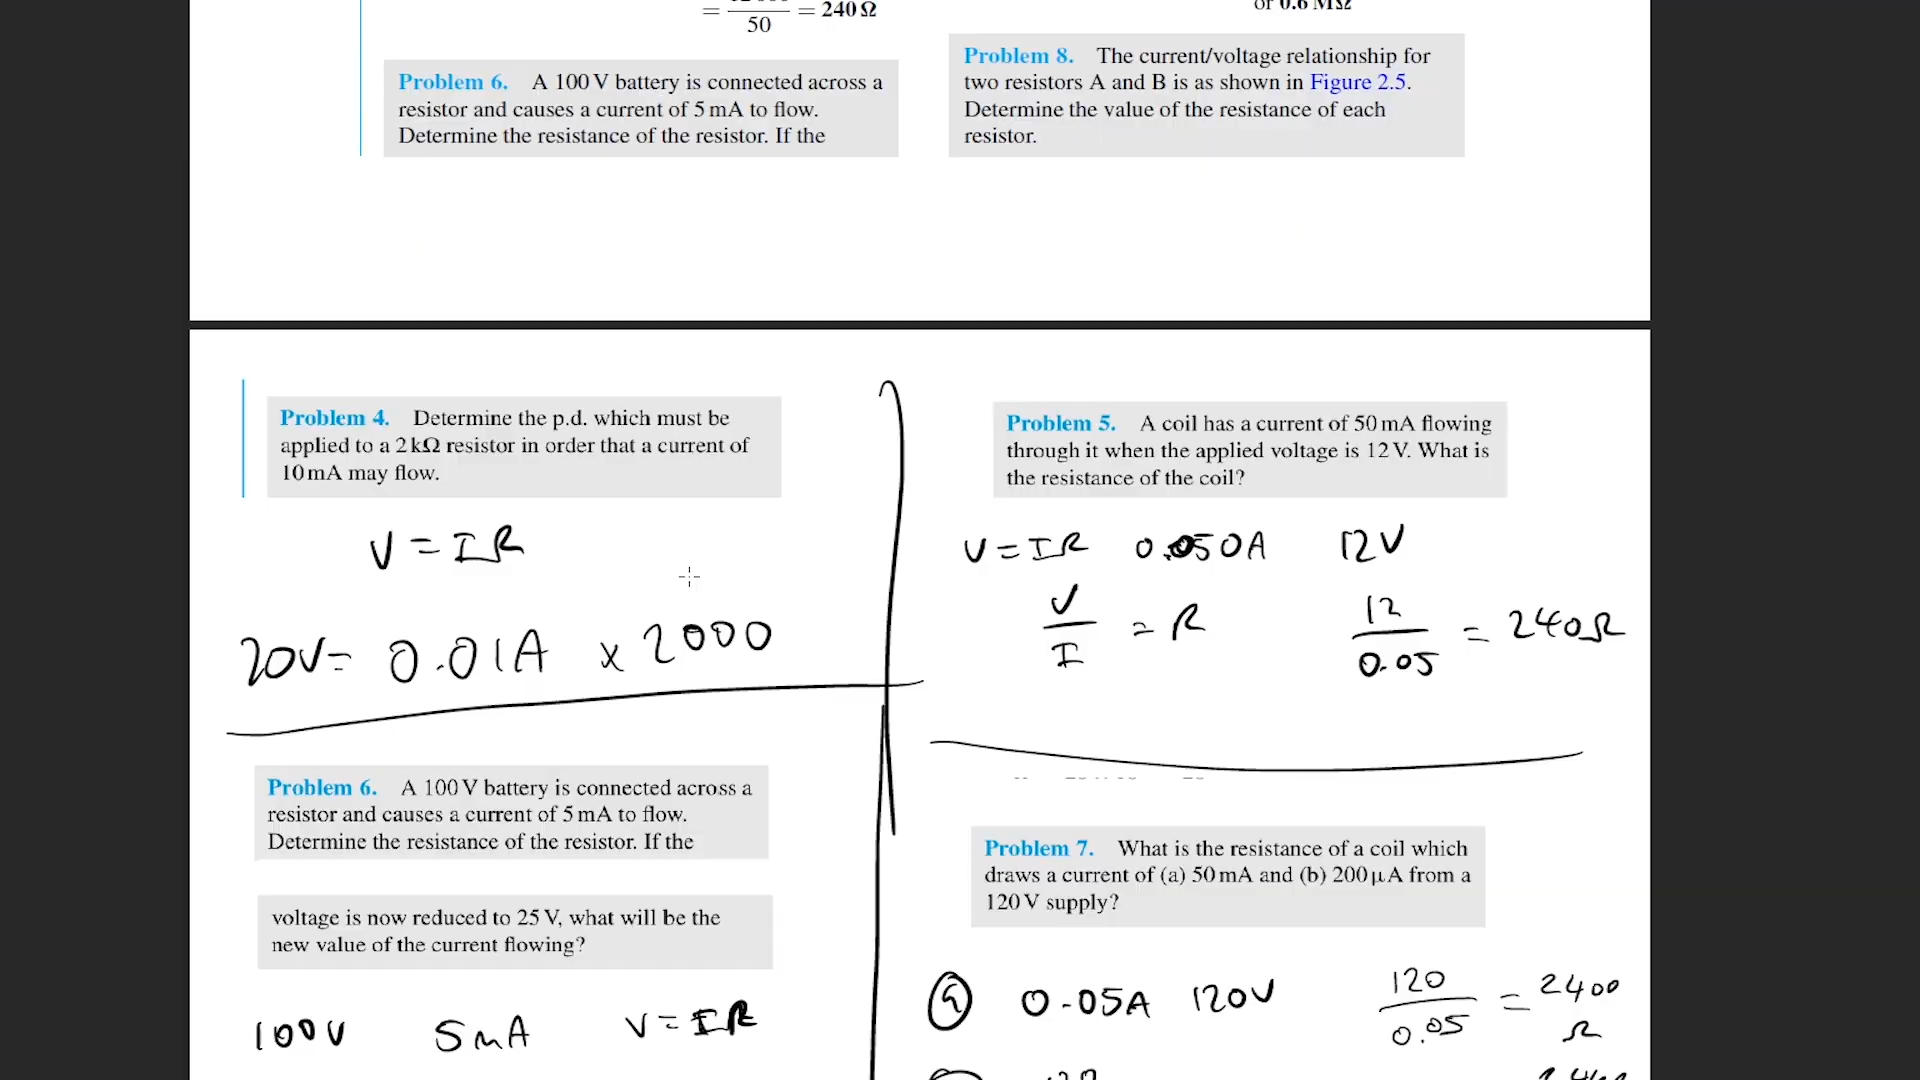 = 12 000 / 50 = 240 Ω
or 0.6 MΩ
Problem 6. A 100 V battery is connected across a
resistor and causes a current of 5 mA to flow.
Determine the resistance of the resistor. If the
Problem 8. The current/voltage relationship for
two resistors A and B is as shown in Figure 2.5.
Determine the value of the resistance of each
resistor.
Problem 4. Determine the p.d. which must be
applied to a 2 kΩ resistor in order that a current of
10 mA may flow.
V = IR
20V = 0.01A × 2000
Problem 5. A coil has a current of 50 mA flowing
through it when the applied voltage is 12 V. What is
the resistance of the coil?
V = IR 0.050A 12V
V / I = R 12 / 0.05 = 240Ω
Problem 6. A 100 V battery is connected across a
resistor and causes a current of 5 mA to flow.
Determine the resistance of the resistor. If the
voltage is now reduced to 25 V, what will be the
new value of the current flowing?
100V 5mA V = IR
Problem 7. What is the resistance of a coil which
draws a current of (a) 50 mA and (b) 200 μA from a
120 V supply?
a 0.05A 120V 120 / 0.05 = 2400
Ω